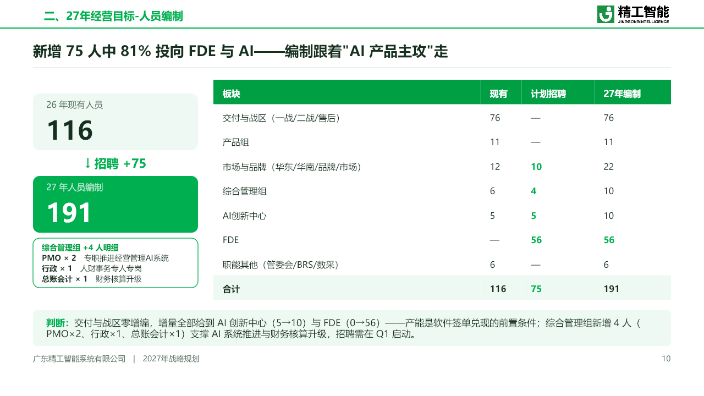 二、27年经营目标-人员编制
精工智能
新增 75 人中 81% 投向 FDE 与 AI——编制跟着"AI 产品主攻"走
26 年现有人员
116
↓招聘 +75
27 年人员编制
191
综合管理组 +4 人明细
PMO × 2 专职推进经营管理AI系统
行政 × 1 人财事务专人专岗
总账会计 × 1 财务核算升级
板块 现有 计划招聘 27年编制
交付与战区（一战/二战/售后） 76 — 76
产品组 11 — 11
市场与品牌（华东/华南/品牌/市场） 12 10 22
综合管理组 6 4 10
AI创新中心 5 5 10
FDE — 56 56
职能其他（管委会/BRS/数采） 6 — 6
合计 116 75 191
判断：交付与战区零增编，增量全部给到 AI 创新中心（5→10）与 FDE（0→56）——产能是软件签单兑现的前置条件；综合管理组新增 4 人（
PMO×2、行政×1、总账会计×1）支撑 AI 系统推进与财务核算升级，招聘需在 Q1 启动。
广东精工智能系统有限公司 | 2027年战略规划
10